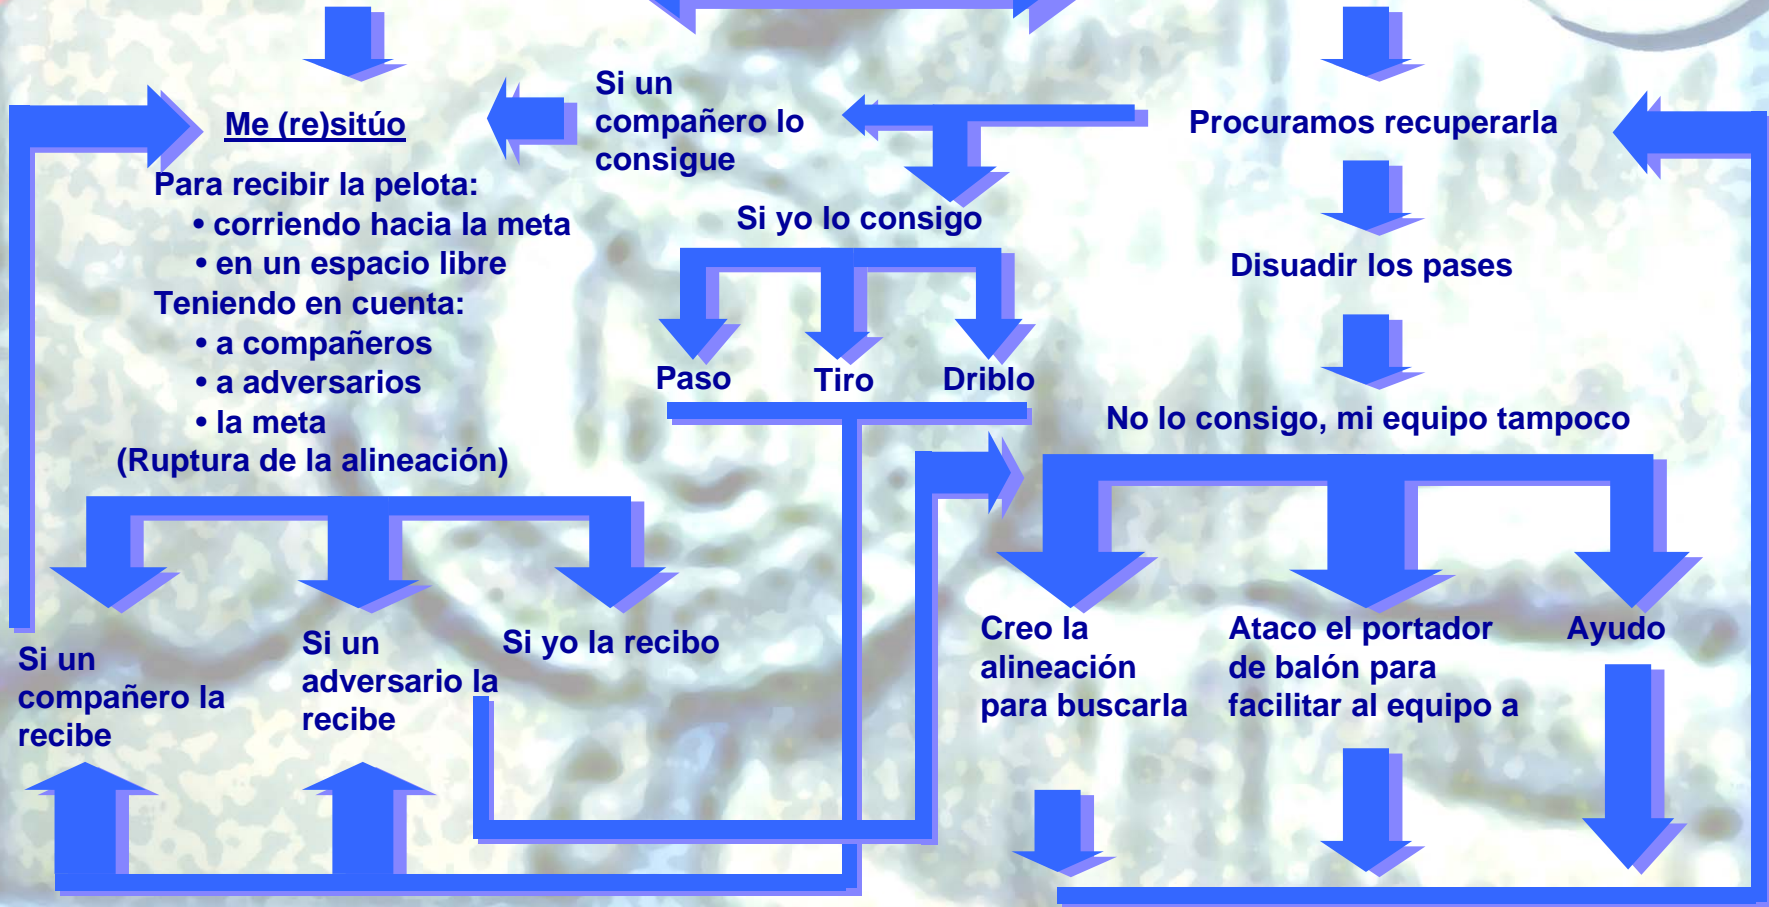 Me (re)sitúo
Para recibir la pelota:
• corriendo hacia la meta
• en un espacio libre
Teniendo en cuenta:
• a compañeros
• a adversarios
• la meta
(Ruptura de la alineación)
Si un
compañero la
recibe
Si un
adversario la
recibe
Si yo la recibo
Si un
compañero lo
consigue
Si yo lo consigo
Paso
Tiro
Driblo
Procuramos recuperarla
Disuadir los pases
No lo consigo, mi equipo tampoco
Creo la
alineación
para buscarla
Ataco el portador
de balón para
facilitar al equipo a
Ayudo